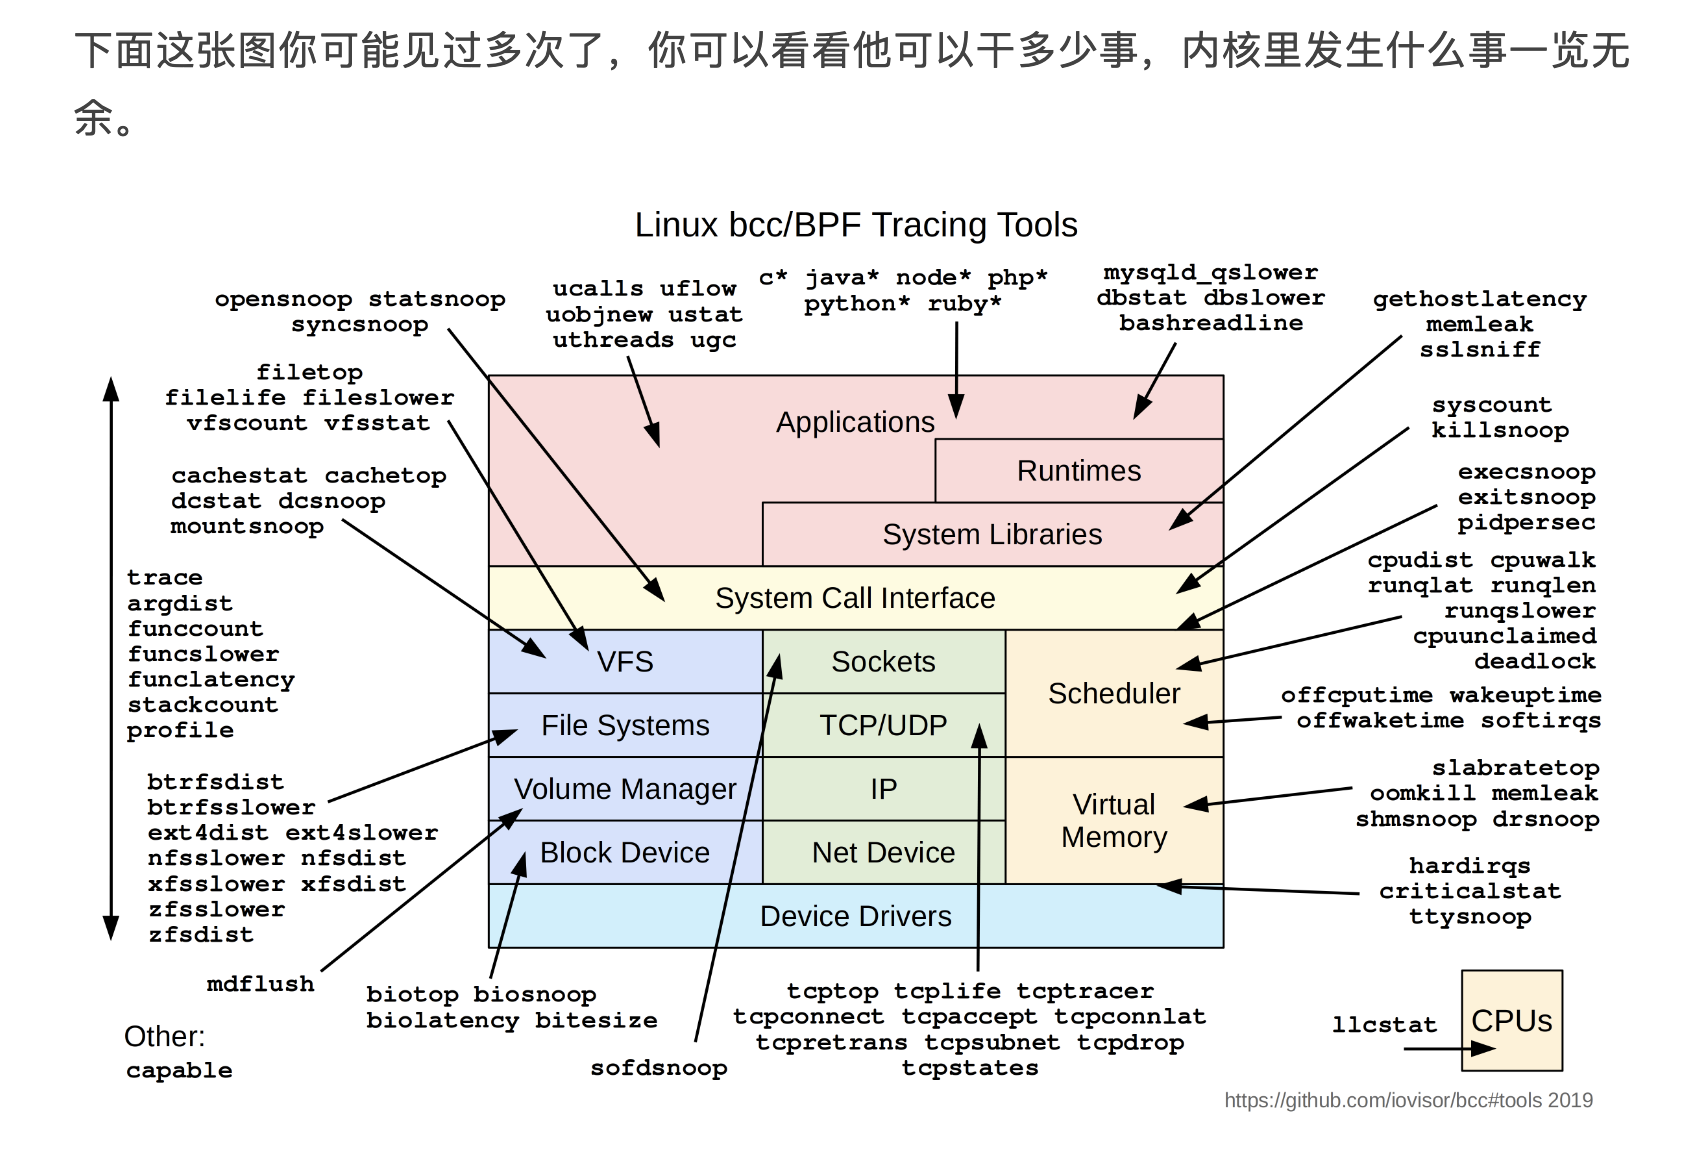 下面这张图你可能见过多次了，你可以看看他可以干多少事，内核里发生什么事一览无
余。
Linux bcc/BPF Tracing Tools
opensnoop statsnoop
syncsnoop
ucalls uflow
uobjnew ustat
uthreads ugc
c* java* node* php*
python* ruby*
mysqld_qslower
dbstat dbslower
bashreadline
gethostlatency
memleak
sslsniff
filetop
filelife fileslower
vfscount vfsstat
syscount
killsnoop
cachestat cachetop
dcstat dcsnoop
mountsnoop
execsnoop
exitsnoop
pidpersec
trace
argdist
funccount
funcslower
funclatency
stackcount
profile
cpudist cpuwalk
runqlat runqlen
runqslower
cpuunclaimed
deadlock
offcputime wakeuptime
offwaketime softirqs
btrfsdist
btrfsslower
ext4dist ext4slower
nfsslower nfsdist
xfsslower xfsdist
zfsslower
zfsdist
slabratetop
oomkill memleak
shmsnoop drsnoop
hardirqs
criticalstat
ttysnoop
Applications
Runtimes
System Libraries
System Call Interface
VFS
Sockets
Scheduler
File Systems
TCP/UDP
Volume Manager
IP
Virtual
Memory
Block Device
Net Device
Device Drivers
mdflush
biotop biosnoop
biolatency bitesize
sofdsnoop
tcptop tcplife tcptracer
tcpconnect tcpaccept tcpconnlat
tcpretrans tcpsubnet tcpdrop
tcpstates
Other:
capable
llcstat
CPUs
https://github.com/iovisor/bcc#tools 2019